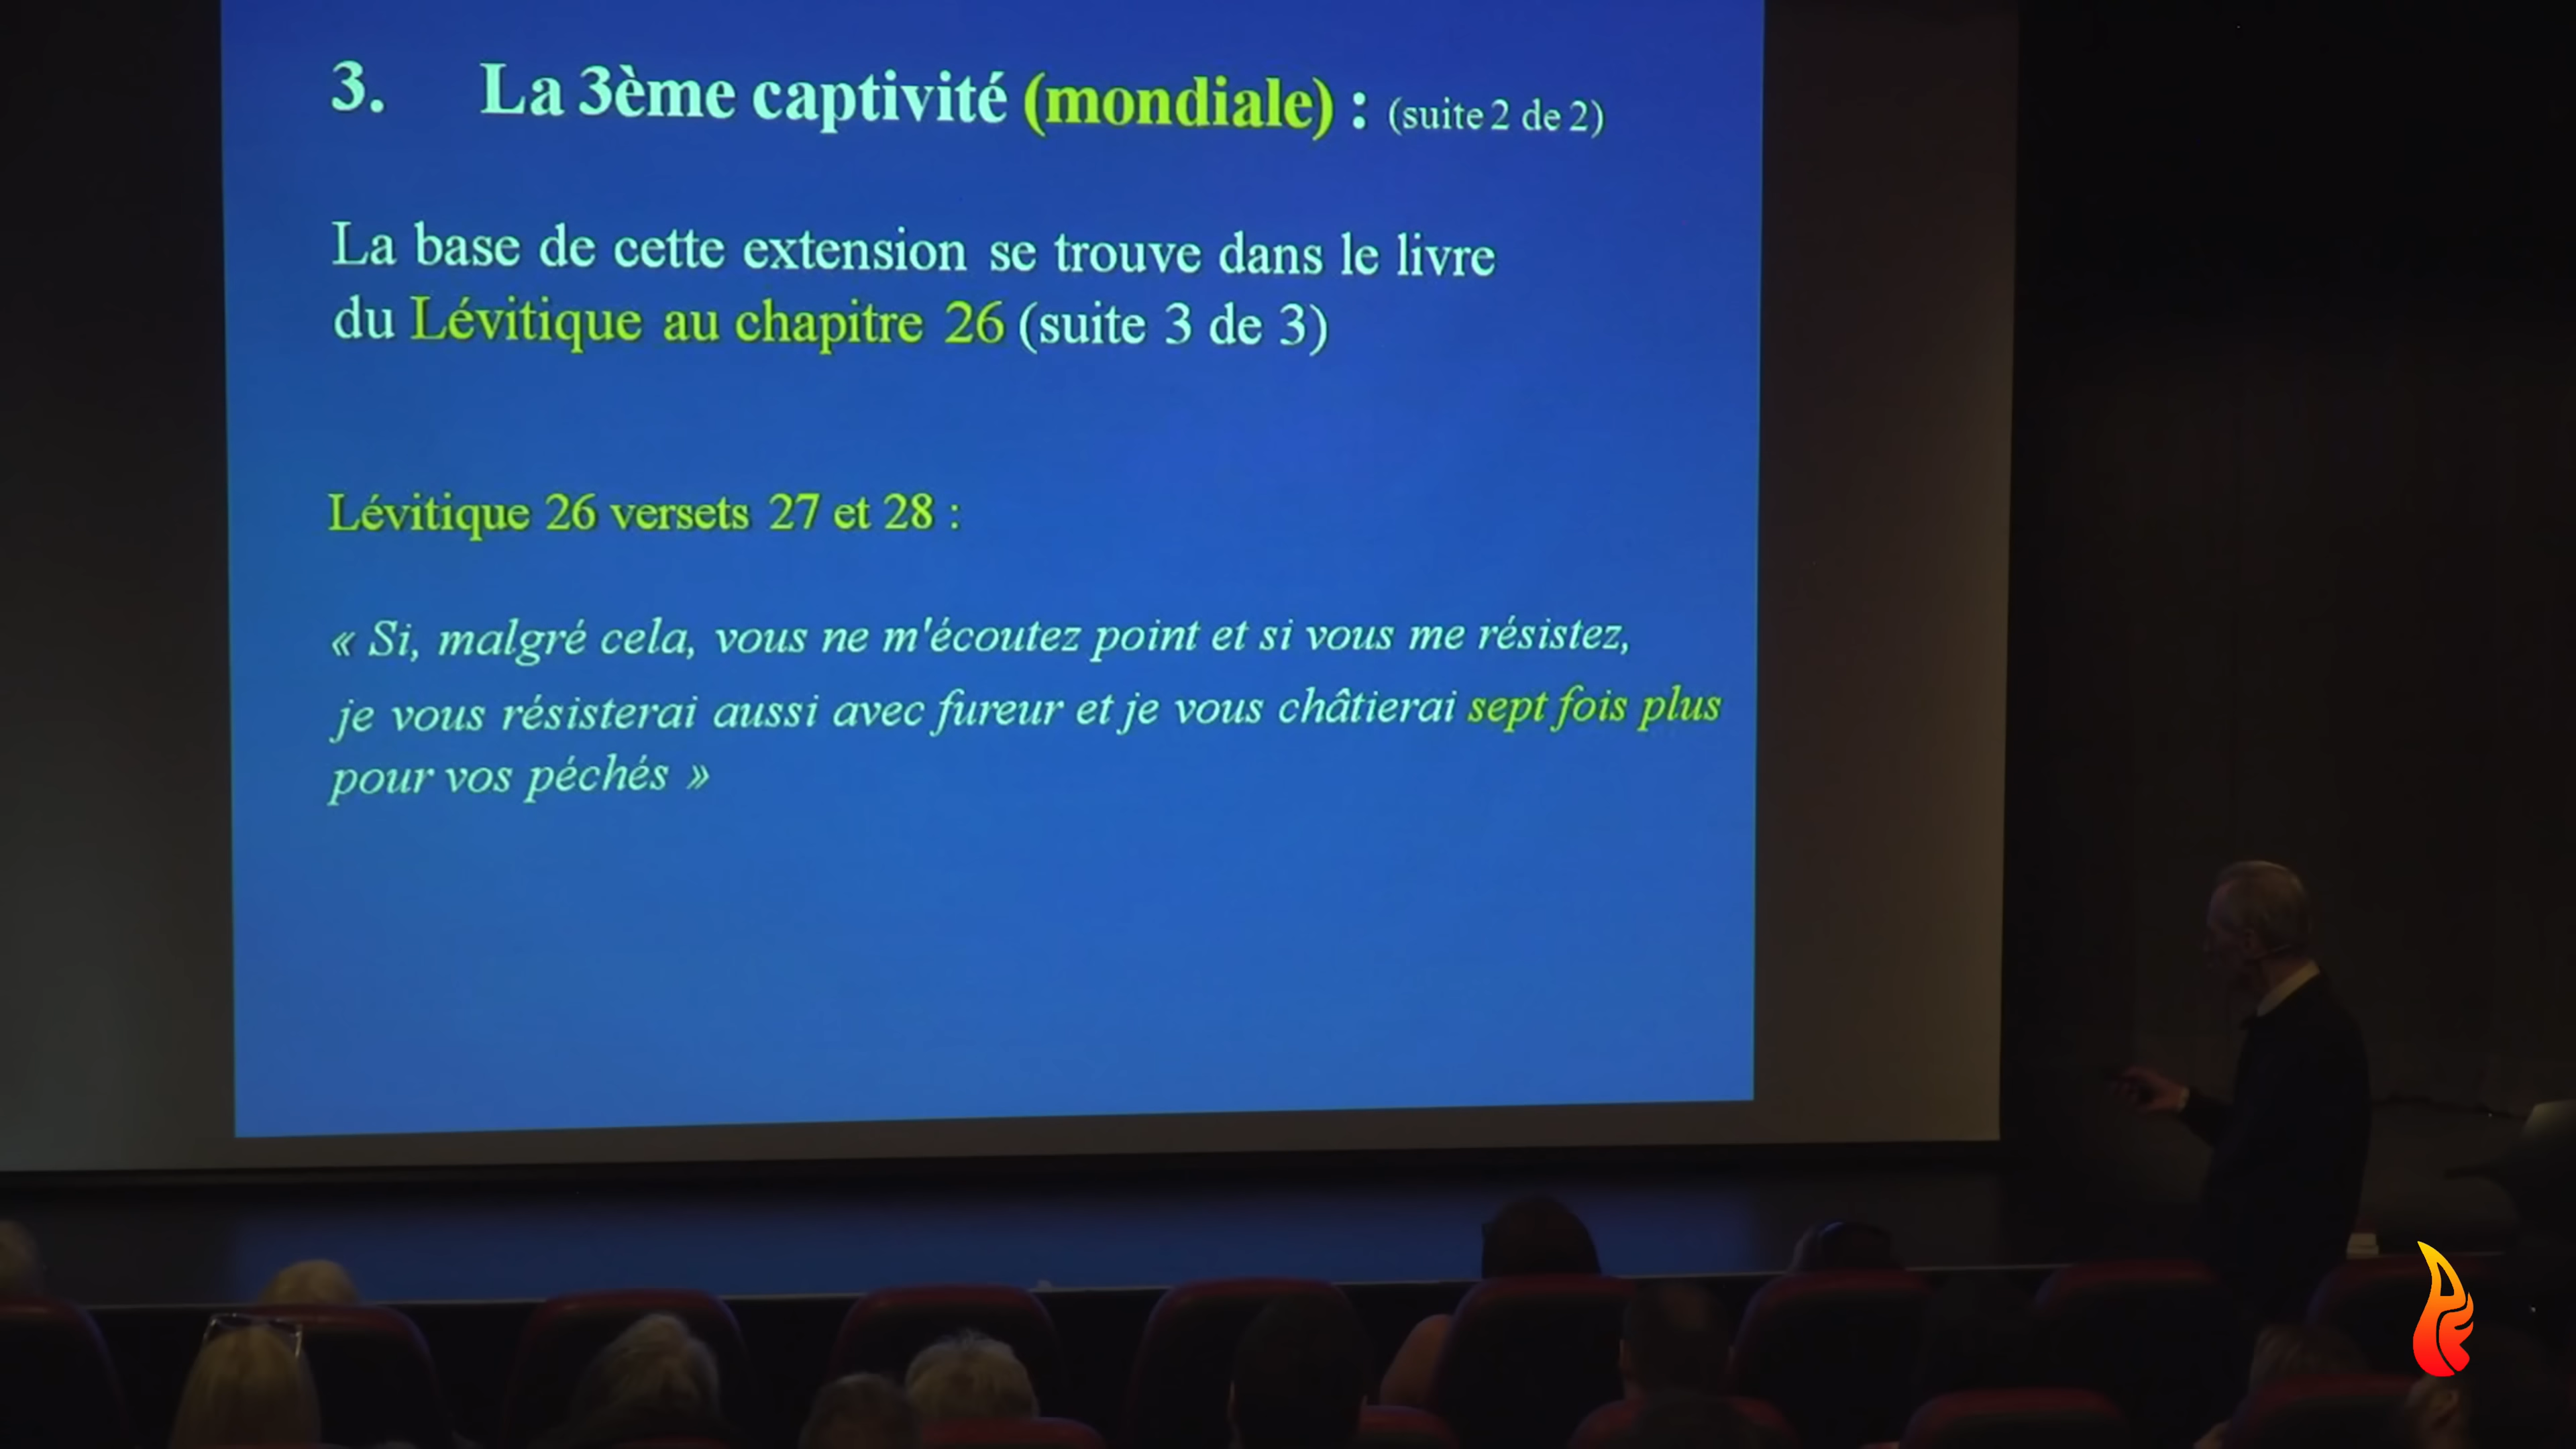 3. La 3ème captivité (mondiale) : (suite 2 de 2)
La base de cette extension se trouve dans le livre
du Lévitique au chapitre 26 (suite 3 de 3)
Lévitique 26 versets 27 et 28 :
« Si, malgré cela, vous ne m'écoutez point et si vous me résistez,
je vous résisterai aussi avec fureur et je vous châtierai sept fois plus
pour vos péchés »